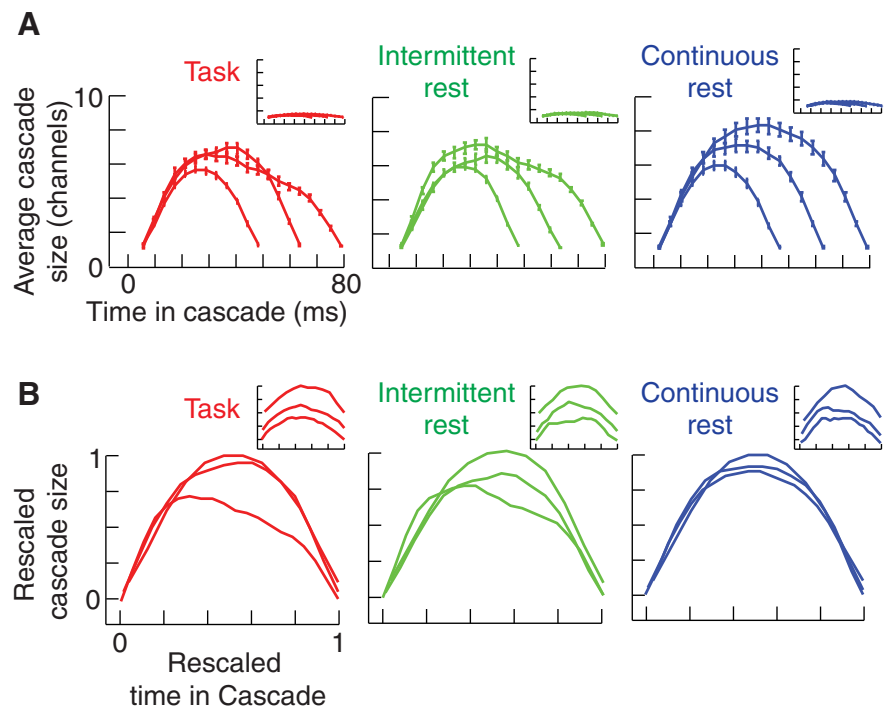 A
Task
Intermittent
rest
Continuous
rest
10
0
Average cascade
size (channels)
0
80
Time in cascade (ms)
B
Task
Intermittent
rest
Continuous
rest
1
0
Rescaled
cascade size
0
1
Rescaled
time in Cascade